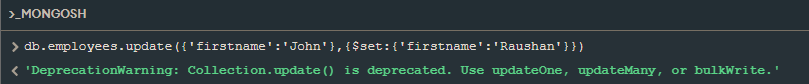 >_MONGOSH
> db.employees.update({'firstname':'John'},{$set:{'firstname':'Raushan'}})
< 'DeprecationWarning: Collection.update() is deprecated. Use updateOne, updateMany, or bulkWrite.'